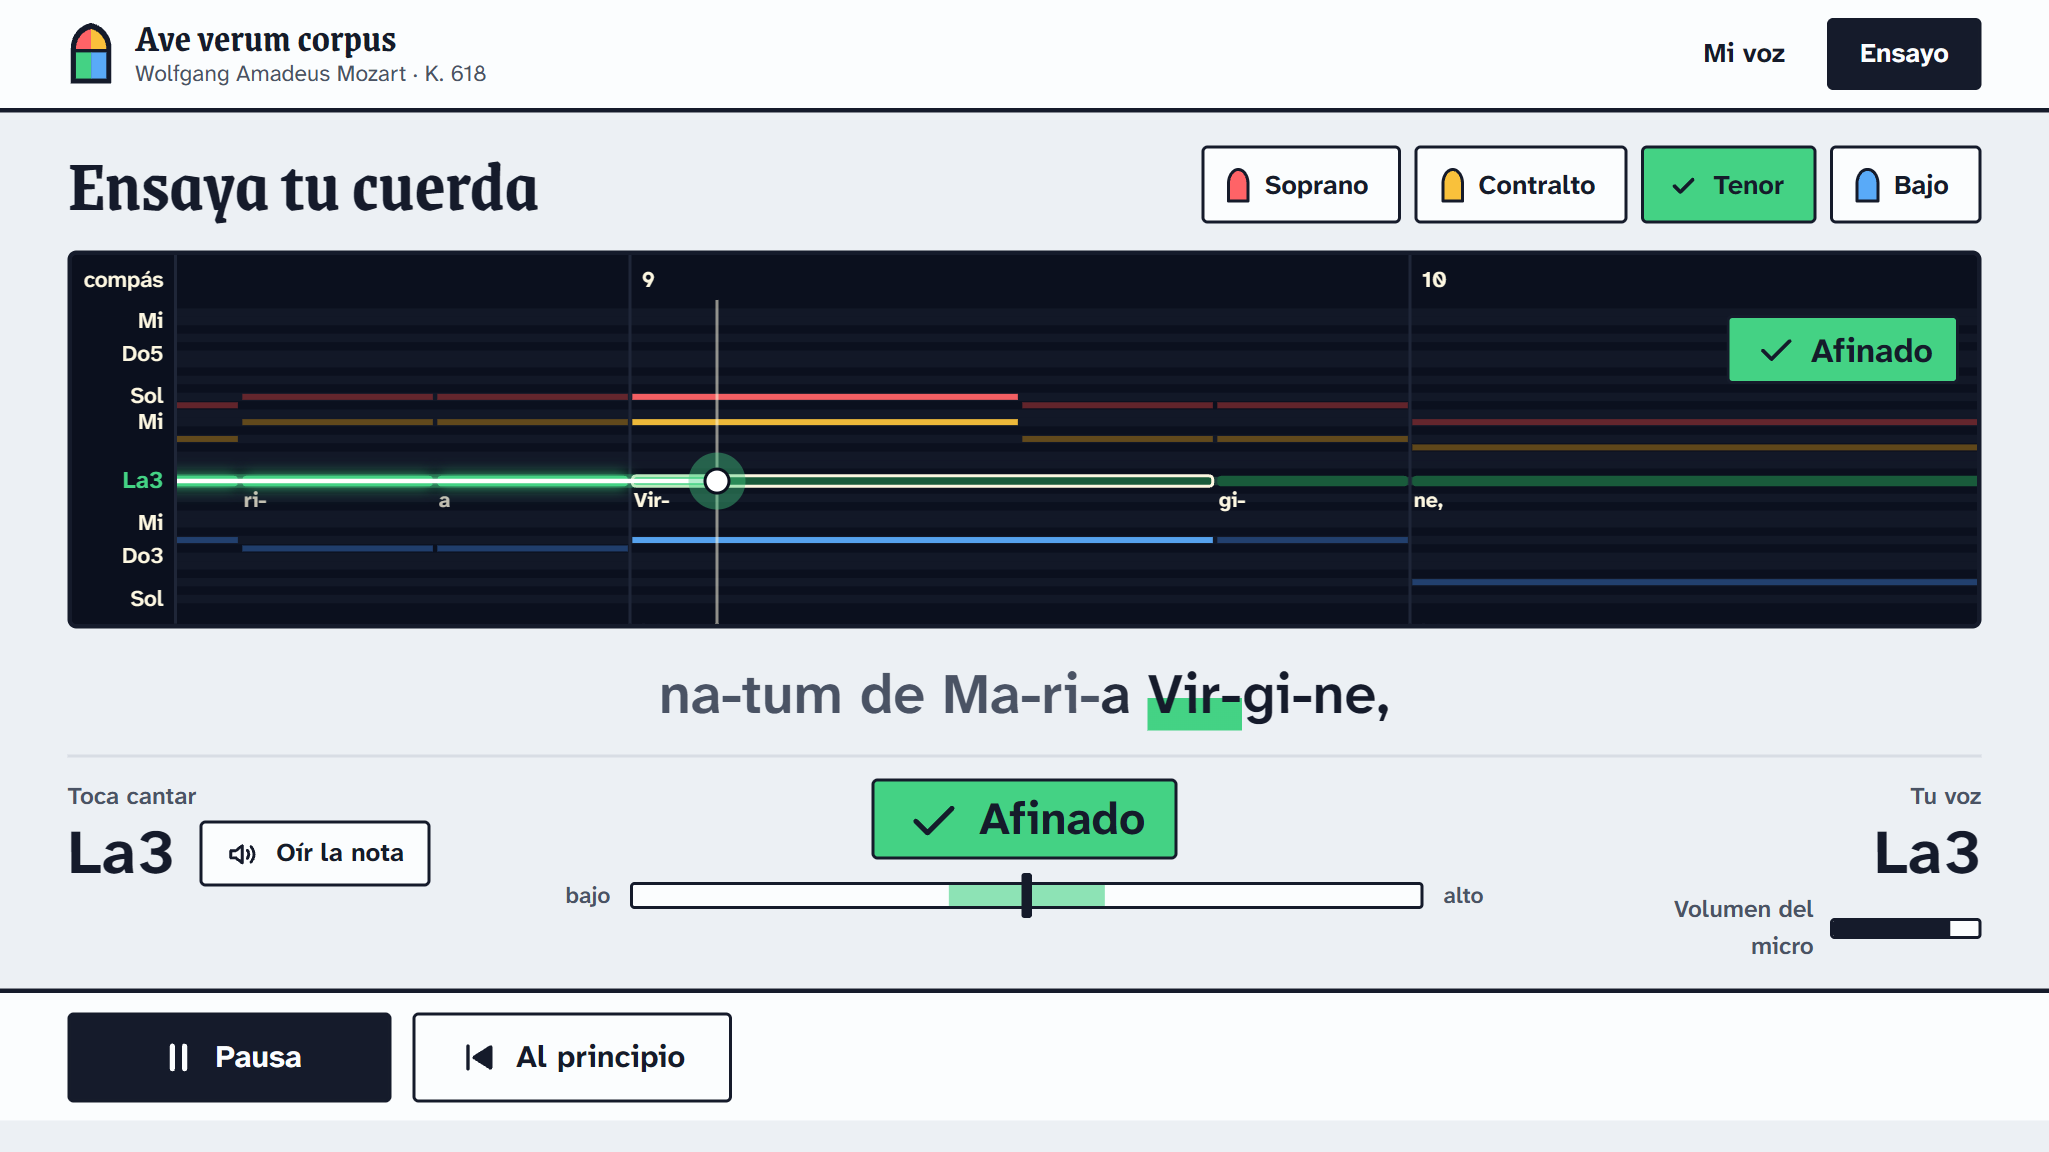 Ave verum corpus
Wolfgang Amadeus Mozart · K. 618
Mi voz
Ensayo
Ensaya tu cuerda
Soprano
Contralto
Tenor
Bajo
compás
9
10
Mi
Do5
Sol
Mi
La3
Mi
Do3
Sol
Afinado
ri-
a
Vir-
gi-
ne,
na-tum de Ma-ri-a Vir-gi-ne,
Toca cantar
La3
Oír la nota
Afinado
bajo
alto
Tu voz
La3
Volumen del
micro
Pausa
Al principio